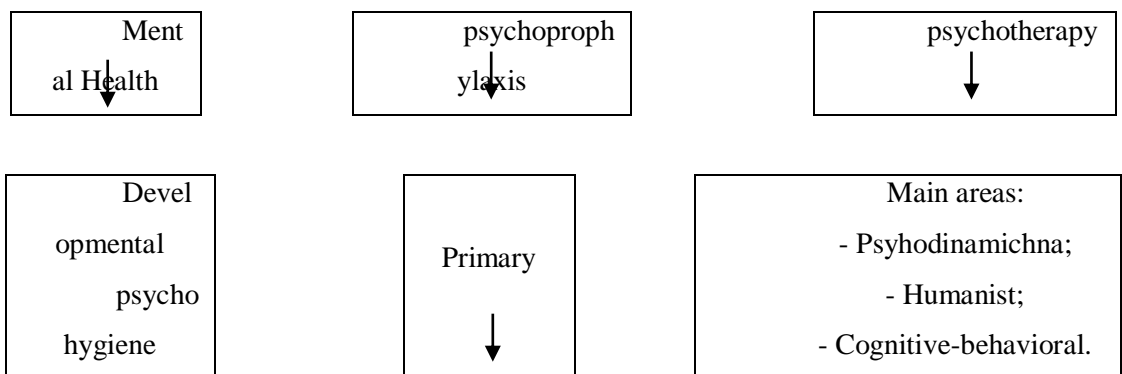 Ment
al Health
psychoproph
ylaxis
psychotherapy
Devel
opmental
psycho
hygiene
Primary
Main areas:
- Psyhodinamichna;
- Humanist;
- Cognitive-behavioral.